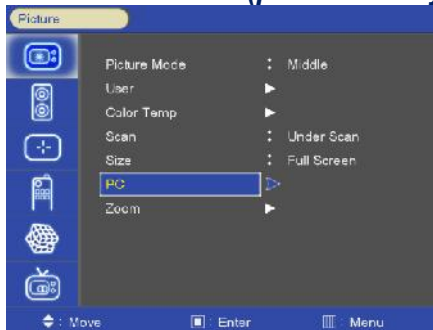 Picture
Picture Mode : Middle
User
Color Temp
Scan : Under Scan
Size : Full Screen
PC
Zoom
: Move : Enter : Menu